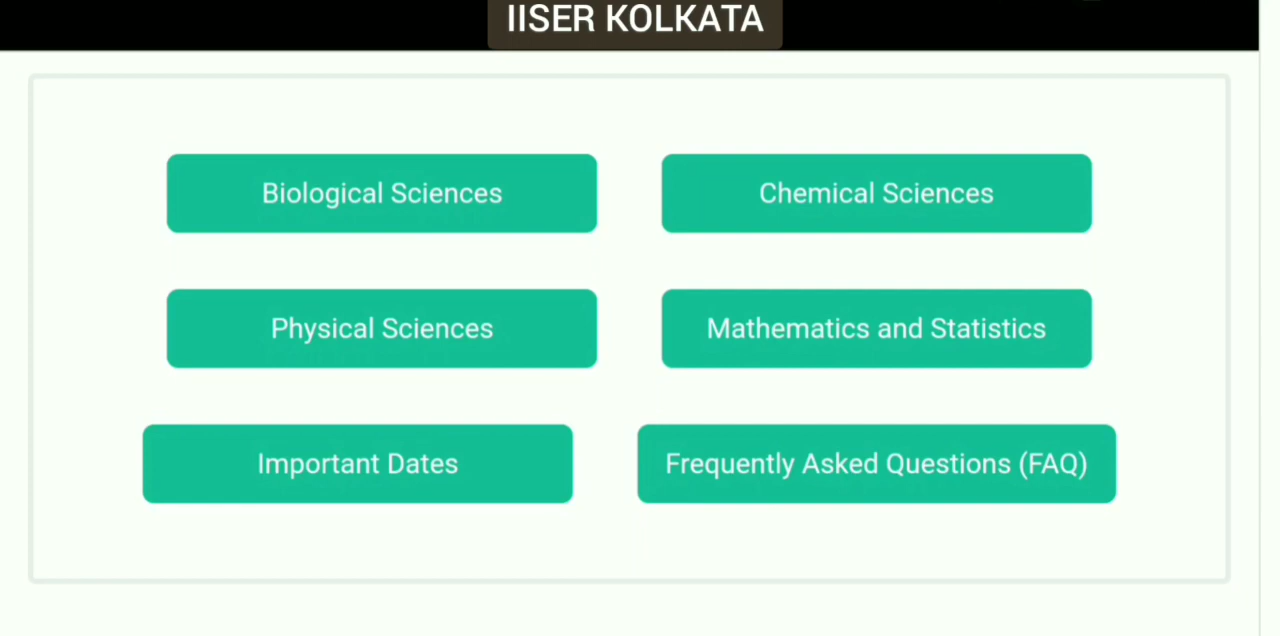 IISER KOLKATA
Biological Sciences
Chemical Sciences
Physical Sciences
Mathematics and Statistics
Important Dates
Frequently Asked Questions (FAQ)